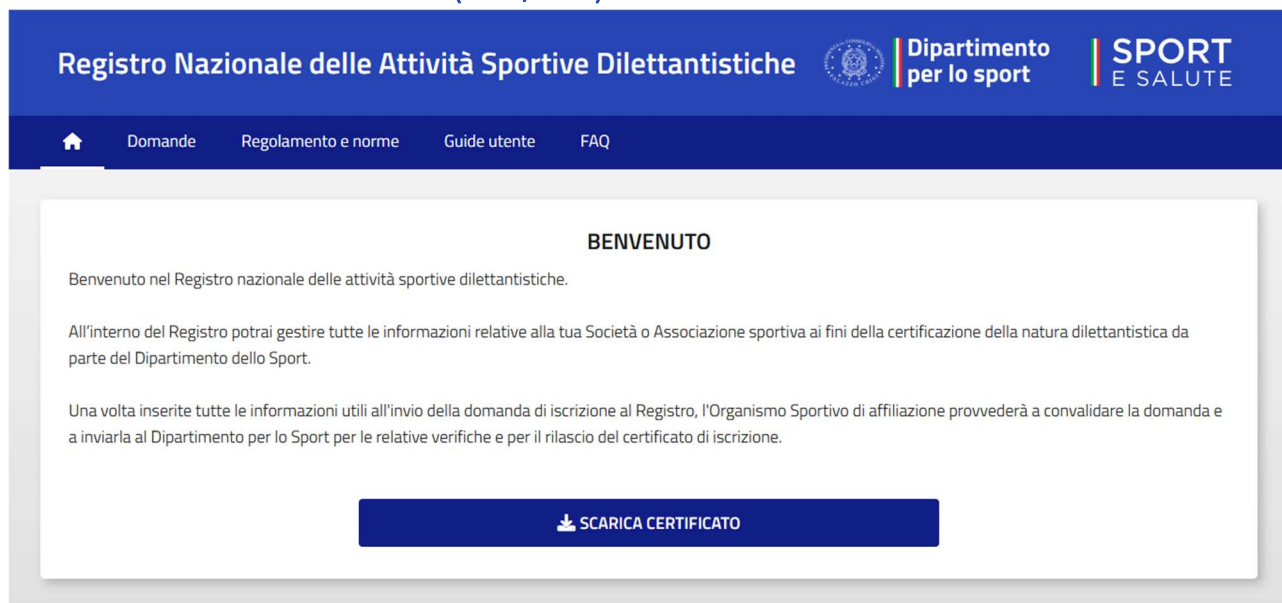 Registro Nazionale delle Attività Sportive Dilettantistiche
Dipartimento
per lo sport
SPORT
E SALUTE
Domande
Regolamento e norme
Guide utente
FAQ
BENVENUTO
Benvenuto nel Registro nazionale delle attività sportive dilettantistiche.
All'interno del Registro potrai gestire tutte le informazioni relative alla tua Società o Associazione sportiva ai fini della certificazione della natura dilettantistica da
parte del Dipartimento dello Sport.
Una volta inserite tutte le informazioni utili all'invio della domanda di iscrizione al Registro, l'Organismo Sportivo di affiliazione provvederà a convalidare la domanda e
a inviarla al Dipartimento per lo Sport per le relative verifiche e per il rilascio del certificato di iscrizione.
SCARICA CERTIFICATO